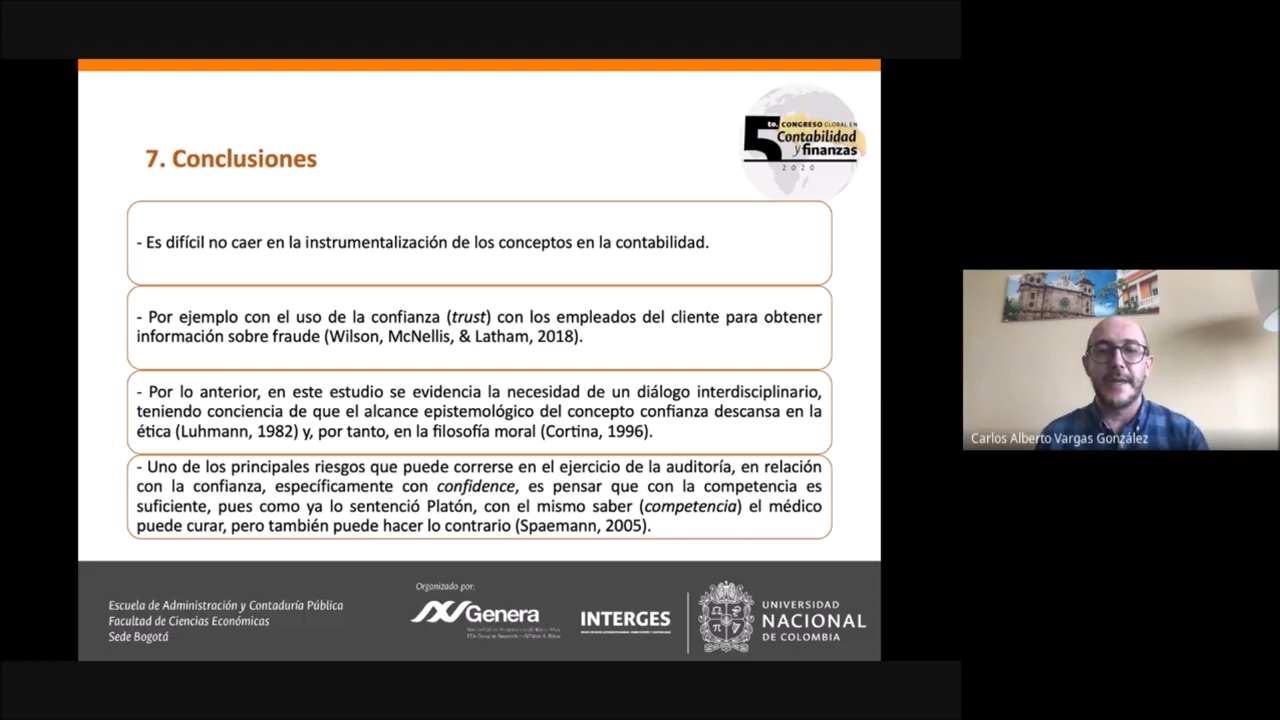 5to. CONGRESO GLOBAL EN
Contabilidad
y finanzas
2020
7. Conclusiones
- Es difícil no caer en la instrumentalización de los conceptos en la contabilidad.
- Por ejemplo con el uso de la confianza (trust) con los empleados del cliente para obtener
información sobre fraude (Wilson, McNellis, & Latham, 2018).
- Por lo anterior, en este estudio se evidencia la necesidad de un diálogo interdisciplinario,
teniendo conciencia de que el alcance epistemológico del concepto confianza descansa en la
ética (Luhmann, 1982) y, por tanto, en la filosofía moral (Cortina, 1996).
- Uno de los principales riesgos que puede correrse en el ejercicio de la auditoría, en relación
con la confianza, específicamente con confidence, es pensar que con la competencia es
suficiente, pues como ya lo sentenció Platón, con el mismo saber (competencia) el médico
puede curar, pero también puede hacer lo contrario (Spaemann, 2005).
Carlos Alberto Vargas González
Escuela de Administración y Contaduría Pública
Facultad de Ciencias Económicas
Sede Bogotá
Organizado por:
Genera
INTERGES
UNIVERSIDAD
NACIONAL
DE COLOMBIA